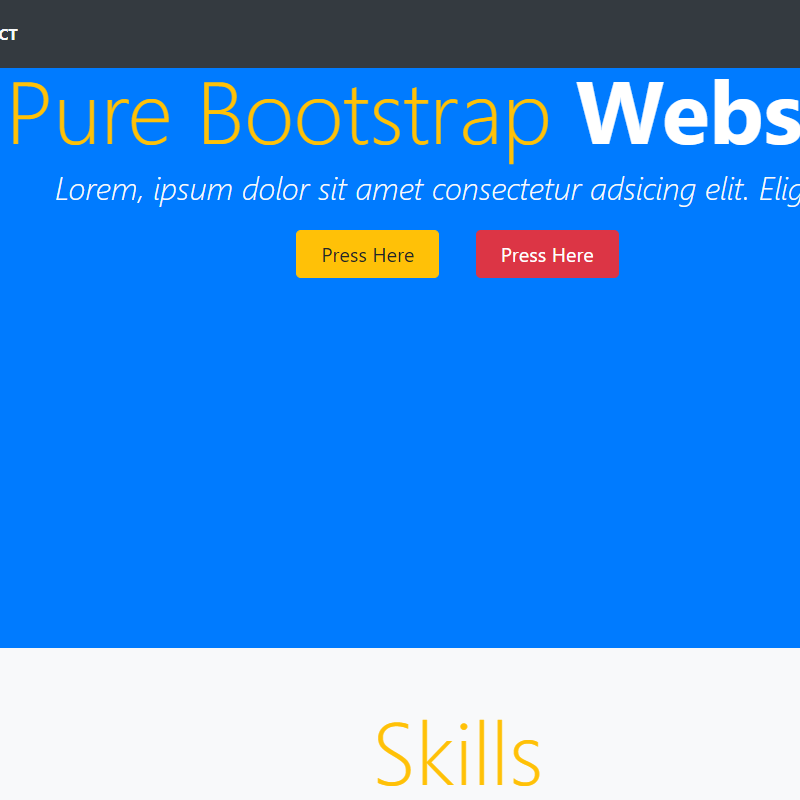 CT
Pure Bootstrap Webs
Lorem, ipsum dolor sit amet consectetur adsicing elit. Elig
Press Here Press Here
Skills